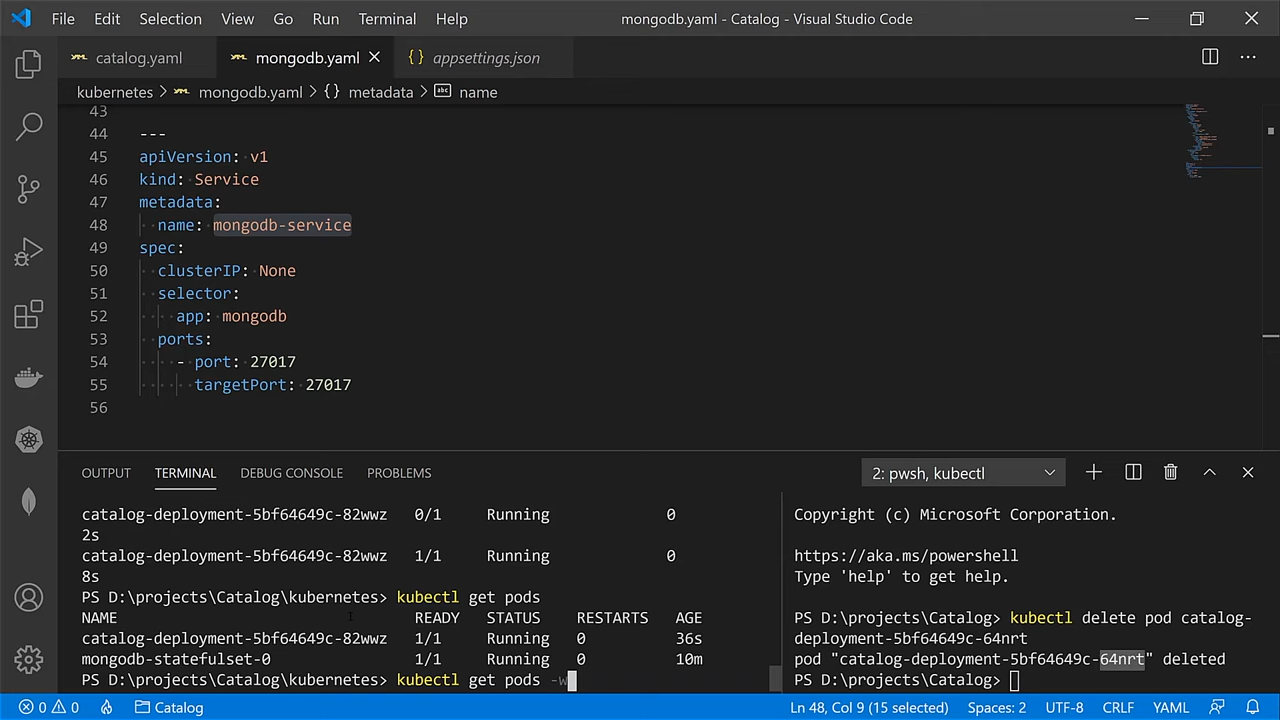 File Edit Selection View Go Run Terminal Help mongodb.yaml - Catalog - Visual Studio Code
catalog.yaml mongodb.yaml appsettings.json
kubernetes > mongodb.yaml > {} metadata > abc name
43
44 ---
45 apiVersion: v1
46 kind: Service
47 metadata:
48 name: mongodb-service
49 spec:
50 clusterIP: None
51 selector:
52 app: mongodb
53 ports:
54 - port: 27017
55 targetPort: 27017
56
OUTPUT TERMINAL DEBUG CONSOLE PROBLEMS 2: pwsh, kubectl
catalog-deployment-5bf64649c-82wwz 0/1 Running 0
2s
catalog-deployment-5bf64649c-82wwz 1/1 Running 0
8s
PS D:\projects\Catalog\kubernetes> kubectl get pods
NAME READY STATUS RESTARTS AGE
catalog-deployment-5bf64649c-82wwz 1/1 Running 0 36s
mongodb-statefulset-0 1/1 Running 0 10m
PS D:\projects\Catalog\kubernetes> kubectl get pods -w
Copyright (c) Microsoft Corporation.
https://aka.ms/powershell
Type 'help' to get help.
PS D:\projects\Catalog> kubectl delete pod catalog-
deployment-5bf64649c-64nrt
pod "catalog-deployment-5bf64649c-64nrt" deleted
PS D:\projects\Catalog>
0 0 Catalog Ln 48, Col 9 (15 selected) Spaces: 2 UTF-8 CRLF YAML